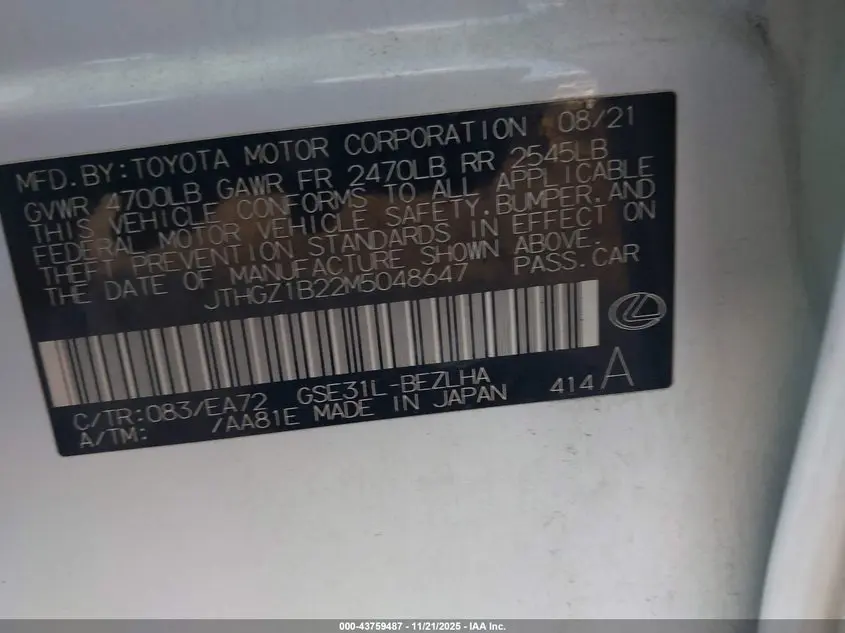 MFD.BY:TOYOTA MOTOR CORPORATION 08/21
GVWR 4700LB GAWR FR 2470LB RR 2545LB
THIS VEHICLE CONFORMS TO ALL APPLICABLE
FEDERAL MOTOR VEHICLE SAFETY,BUMPER,AND
THEFT PREVENTION STANDARDS IN EFFECT ON
THE DATE OF MANUFACTURE SHOWN ABOVE.
JTHGZ1B22M5048647 PASS.CAR
C/TR:083/EA72 GSE31L-BEZLHA 414A
A/TM: /AA81E MADE IN JAPAN
000-43759487 - 11/21/2025 - IAA Inc.